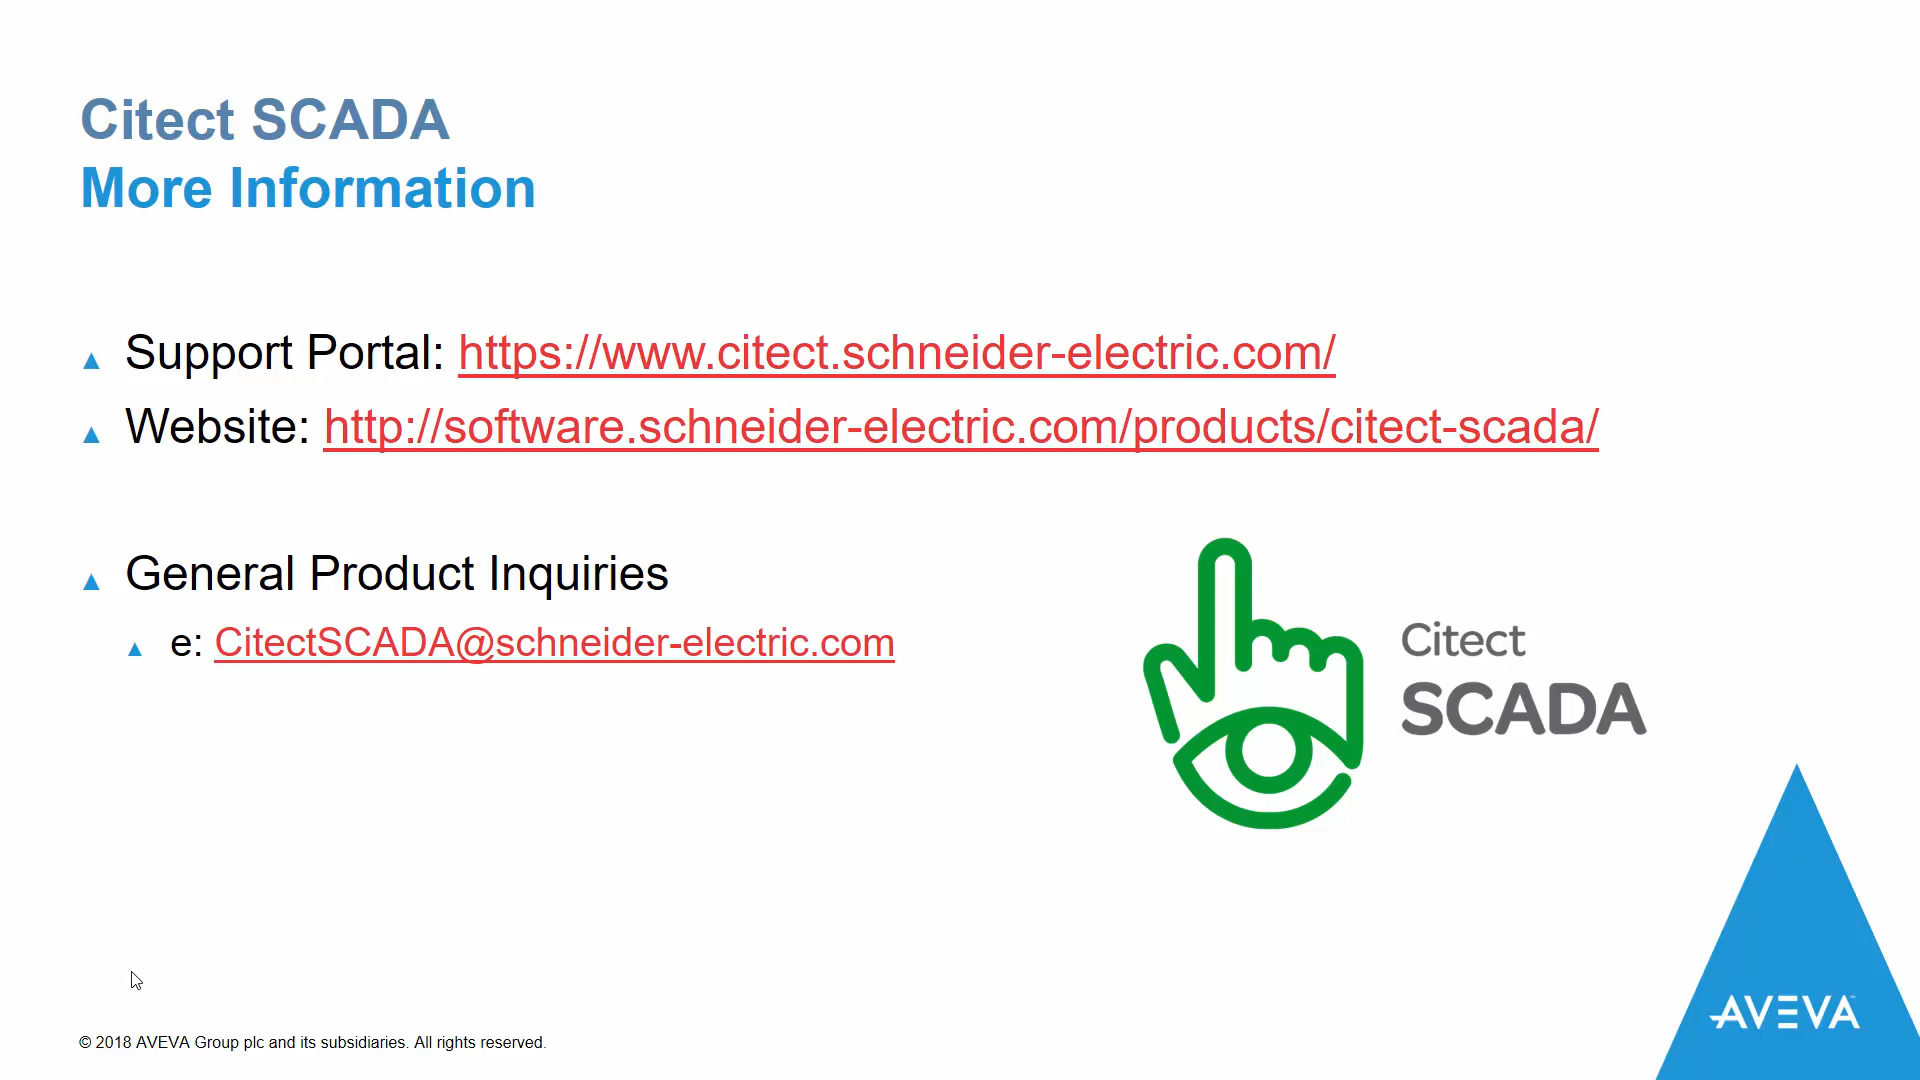 Citect SCADA
More Information
Support Portal: https://www.citect.schneider-electric.com/
Website: http://software.schneider-electric.com/products/citect-scada/
General Product Inquiries
e: CitectSCADA@schneider-electric.com
Citect
SCADA
AVEVA™
© 2018 AVEVA Group plc and its subsidiaries. All rights reserved.